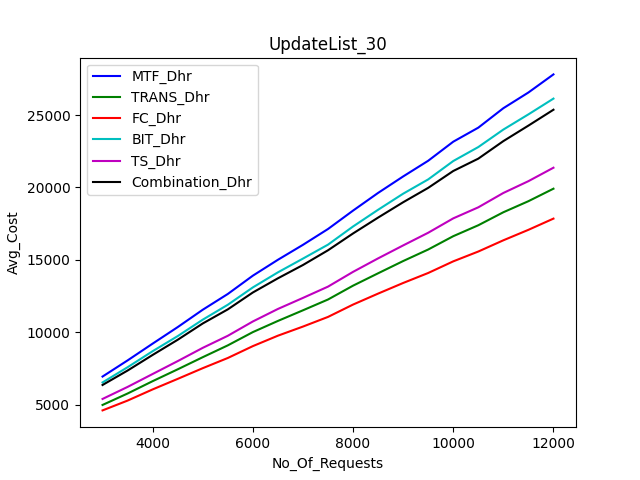 UpdateList_30
MTF_Dhr
TRANS_Dhr
FC_Dhr
BIT_Dhr
TS_Dhr
Combination_Dhr
Avg_Cost
25000
20000
15000
10000
5000
4000 6000 8000 10000 12000
No_Of_Requests